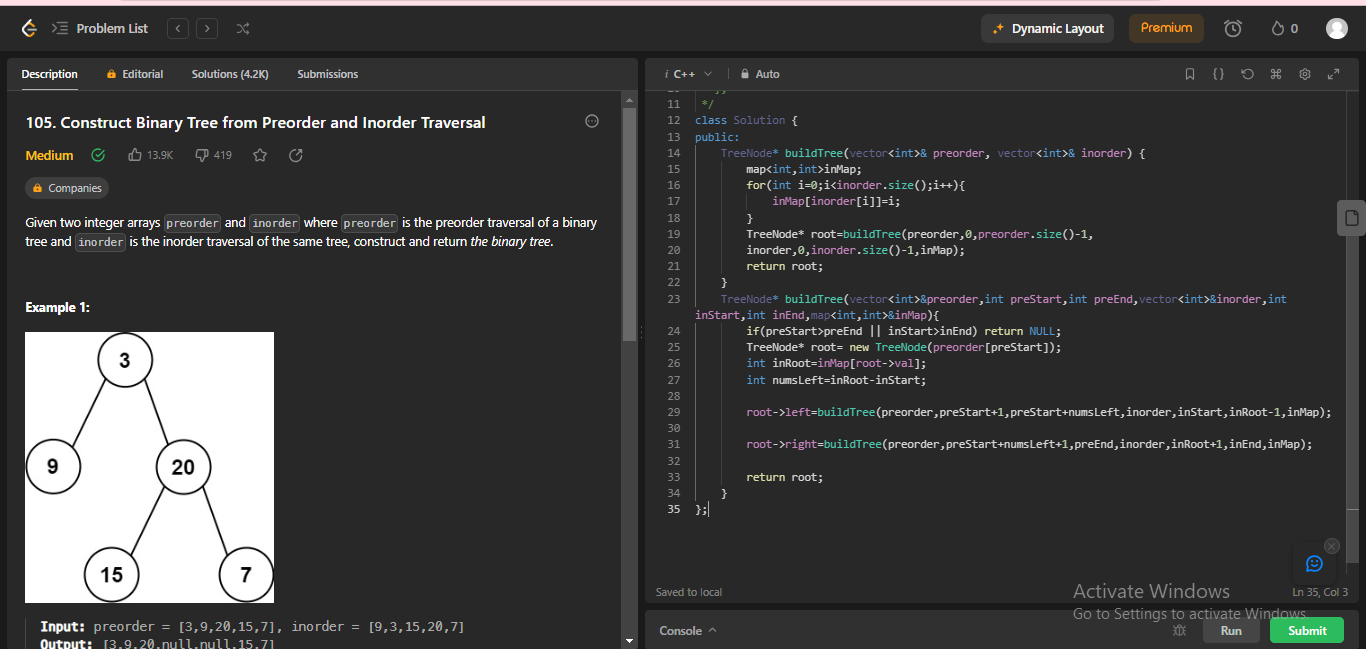 Problem List
Dynamic Layout
Premium
0
Description
Editorial
Solutions (4.2K)
Submissions
105. Construct Binary Tree from Preorder and Inorder Traversal
Medium
13.9K
419
Companies
Given two integer arrays preorder and inorder where preorder is the preorder traversal of a binary
tree and inorder is the inorder traversal of the same tree, construct and return the binary tree.
Example 1:
3
9
20
15
7
Input: preorder = [3,9,20,15,7], inorder = [9,3,15,20,7]
Output: [3,9,20,null,null,15,7]
i C++
Auto
11 */
12 class Solution {
13 public:
14 TreeNode* buildTree(vector<int>& preorder, vector<int>& inorder) {
15 map<int,int>inMap;
16 for(int i=0;i<inorder.size();i++){
17 inMap[inorder[i]]=i;
18 }
19 TreeNode* root=buildTree(preorder,0,preorder.size()-1,
20 inorder,0,inorder.size()-1,inMap);
21 return root;
22 }
23 TreeNode* buildTree(vector<int>&preorder,int preStart,int preEnd,vector<int>&inorder,int
inStart,int inEnd,map<int,int>&inMap){
24 if(preStart>preEnd || inStart>inEnd) return NULL;
25 TreeNode* root= new TreeNode(preorder[preStart]);
26 int inRoot=inMap[root->val];
27 int numsLeft=inRoot-inStart;
28
29 root->left=buildTree(preorder,preStart+1,preStart+numsLeft,inorder,inStart,inRoot-1,inMap);
30
31 root->right=buildTree(preorder,preStart+numsLeft+1,preEnd,inorder,inRoot+1,inEnd,inMap);
32
33 return root;
34 }
35 };
Saved to local
Ln 35, Col 3
Activate Windows
Go to Settings to activate Windows.
Console
Run
Submit